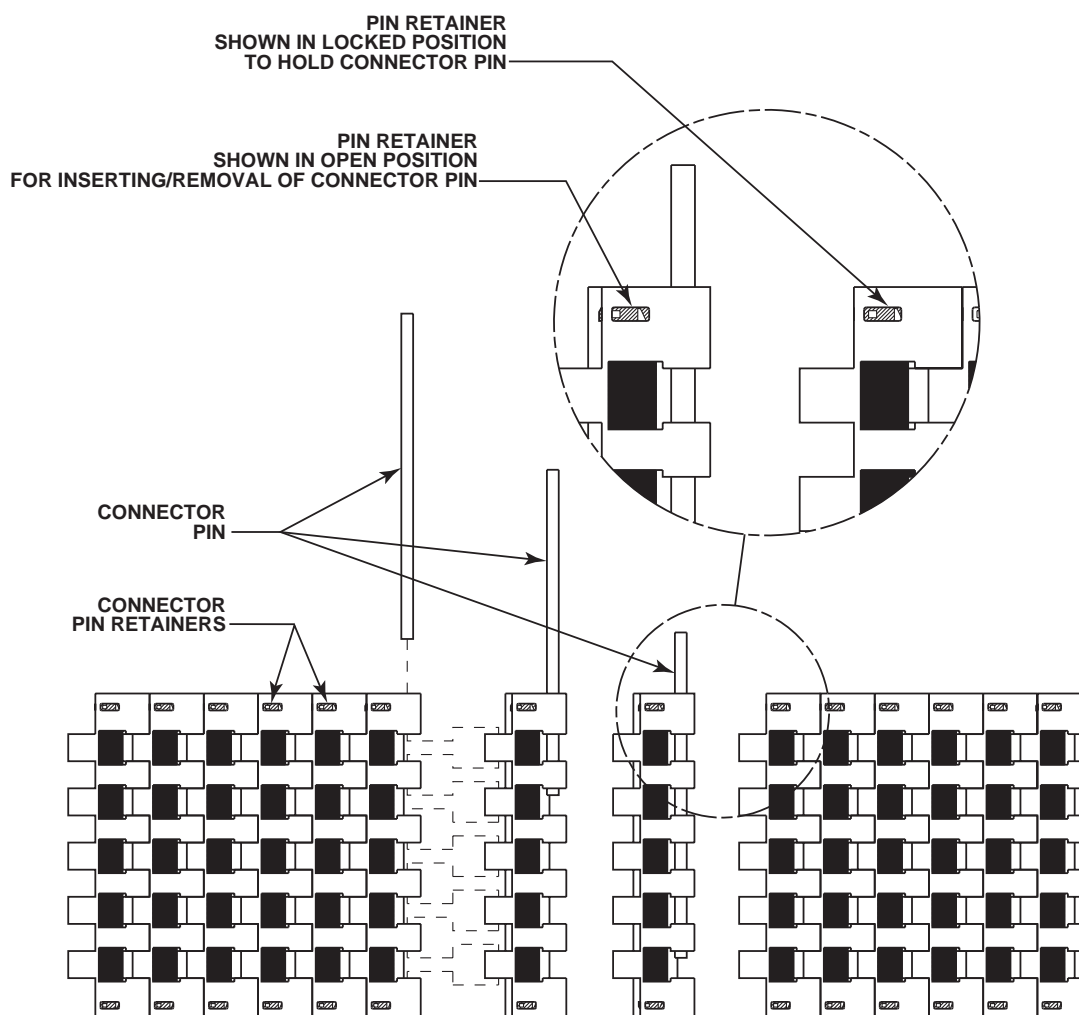 PIN RETAINER
SHOWN IN LOCKED POSITION
TO HOLD CONNECTOR PIN
PIN RETAINER
SHOWN IN OPEN POSITION
FOR INSERTING/REMOVAL OF CONNECTOR PIN
CONNECTOR
PIN
CONNECTOR
PIN RETAINERS